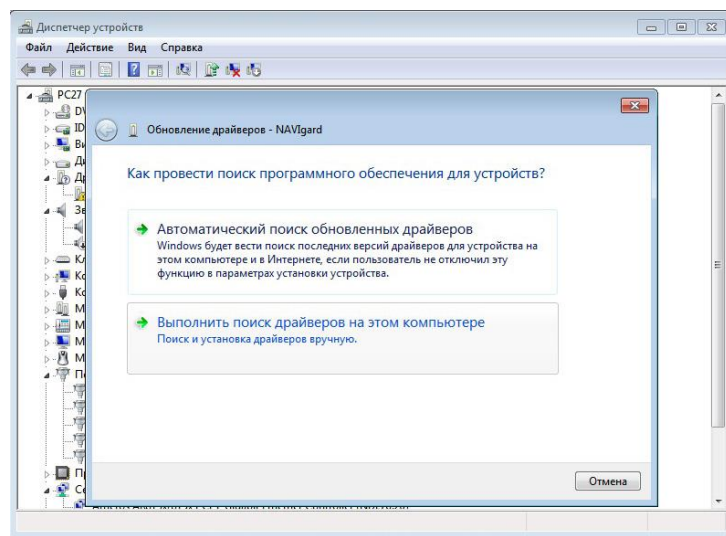 Диспетчер устройств
Файл Действие Вид Справка
PC27
Обновление драйверов - NAVIgard
Как провести поиск программного обеспечения для устройств?
Автоматический поиск обновленных драйверов
Windows будет вести поиск последних версий драйверов для устройства на
этом компьютере и в Интернете, если пользователь не отключил эту
функцию в параметрах установки устройства.
Выполнить поиск драйверов на этом компьютере
Поиск и установка драйверов вручную.
Отмена